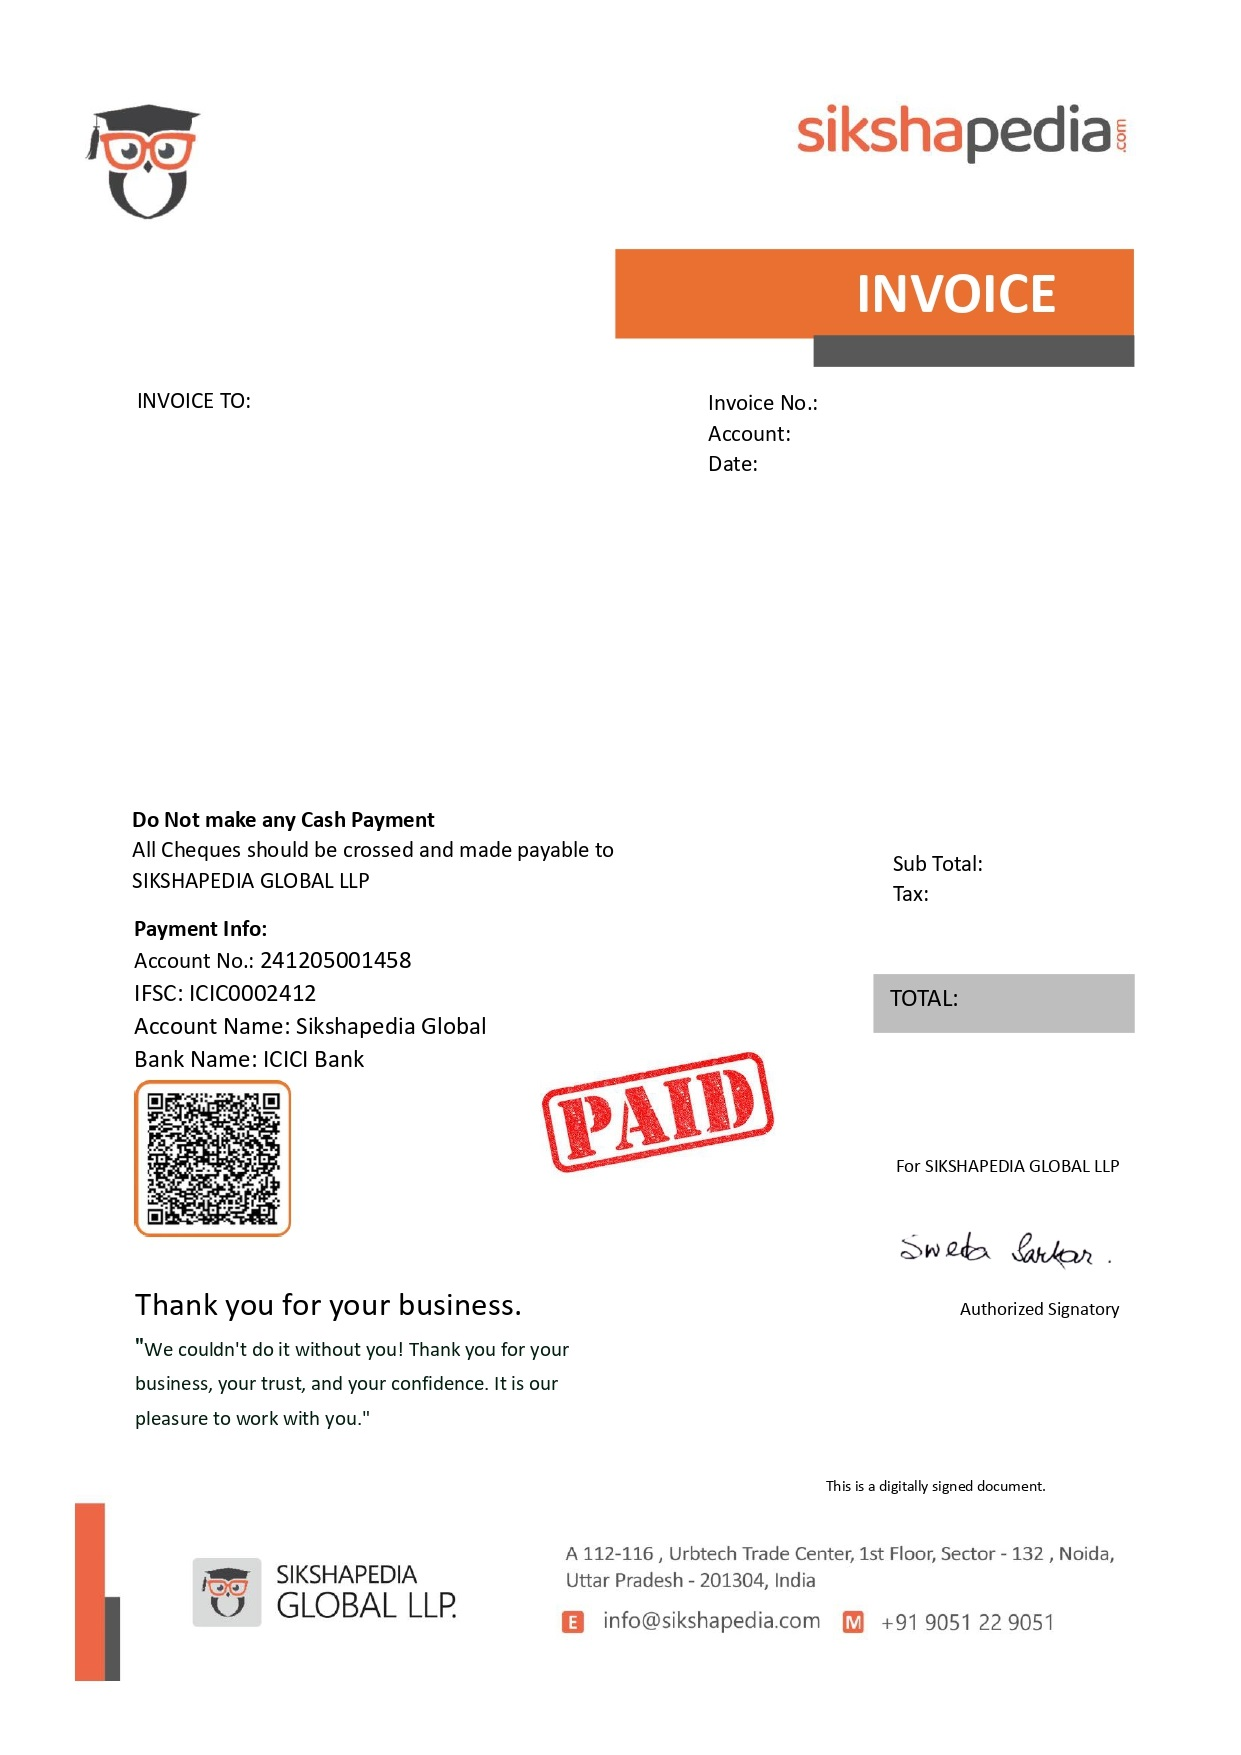 sikshapedia.com
INVOICE
INVOICE TO:
Invoice No.:
Account:
Date:
Do Not make any Cash Payment
All Cheques should be crossed and made payable to
SIKSHAPEDIA GLOBAL LLP
Sub Total:
Tax:
Payment Info:
Account No.: 241205001458
IFSC: ICIC0002412
Account Name: Sikshapedia Global
Bank Name: ICICI Bank
TOTAL:
PAID
For SIKSHAPEDIA GLOBAL LLP
Sweta Sarkar.
Authorized Signatory
Thank you for your business.
"We couldn't do it without you! Thank you for your
business, your trust, and your confidence. It is our
pleasure to work with you."
This is a digitally signed document.
SIKSHAPEDIA
GLOBAL LLP.
A 112-116 , Urbtech Trade Center, 1st Floor, Sector - 132 , Noida,
Uttar Pradesh - 201304, India
E info@sikshapedia.com M +91 9051 22 9051